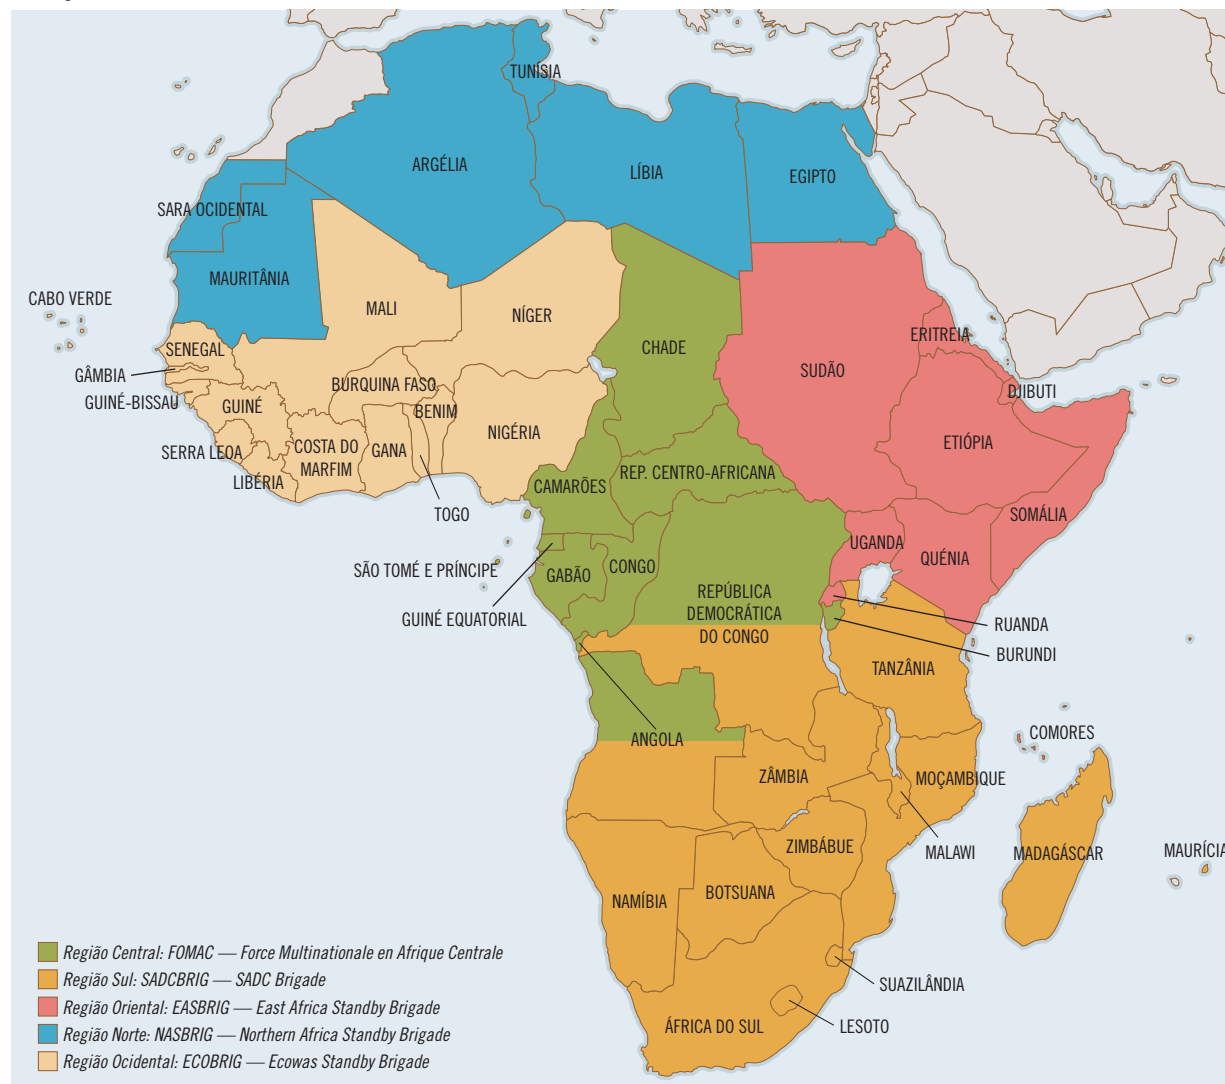 TUNÍSIA
ARGÉLIA
LÍBIA
EGIPTO
SARA OCIDENTAL
MAURITÂNIA
CABO VERDE
MALI
NÍGER
CHADE
SENEGAL
ERITREIA
GÂMBIA
SUDÃO
BURQUINA FASO
DJIBUTI
GUINÉ-BISSAU
GUINÉ
BENIM
NIGÉRIA
ETIÓPIA
SERRA LEOA
COSTA DO
MARFIM
GANA
LIBÉRIA
CAMARÕES
REP. CENTRO-AFRICANA
TOGO
SOMÁLIA
UGANDA
QUÉNIA
SÃO TOMÉ E PRÍNCIPE
GABÃO
CONGO
REPÚBLICA
DEMOCRÁTICA
DO CONGO
GUINÉ EQUATORIAL
RUANDA
BURUNDI
TANZÂNIA
ANGOLA
COMORES
ZÂMBIA
MOÇAMBIQUE
ZIMBÁBUE
MALAWI
MADAGÁSCAR
MAURÍCIA
NAMÍBIA
BOTSUANA
SUAZILÂNDIA
ÁFRICA DO SUL
LESOTO
Região Central: FOMAC — Force Multinationale en Afrique Centrale
Região Sul: SADCBRIG — SADC Brigade
Região Oriental: EASBRIG — East Africa Standby Brigade
Região Norte: NASBRIG — Northern Africa Standby Brigade
Região Ocidental: ECOBRIG — Ecowas Standby Brigade